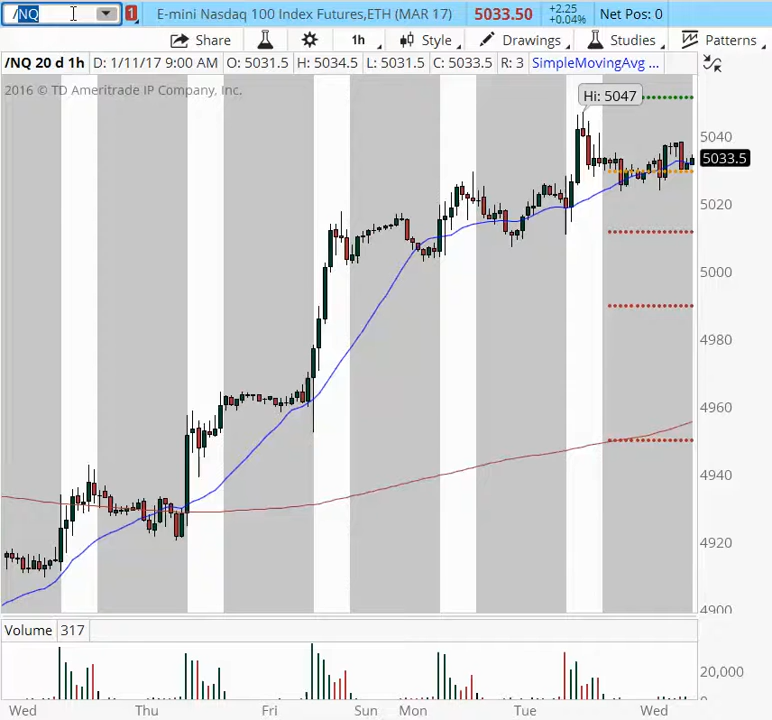 /NQ 1 E-mini Nasdaq 100 Index Futures,ETH (MAR 17) 5033.50 +2.25 +0.04% Net Pos: 0
Share 1h Style Drawings Studies Patterns
/NQ 20 d 1h D: 1/11/17 9:00 AM O: 5031.5 H: 5034.5 L: 5031.5 C: 5033.5 R: 3 SimpleMovingAvg ...
2016 © TD Ameritrade IP Company, Inc.
Hi: 5047
5040
5033.5
5020
5000
4980
4960
4940
4920
4900
Volume 317
20,000
0
Wed Thu Fri Sun Mon Tue Wed